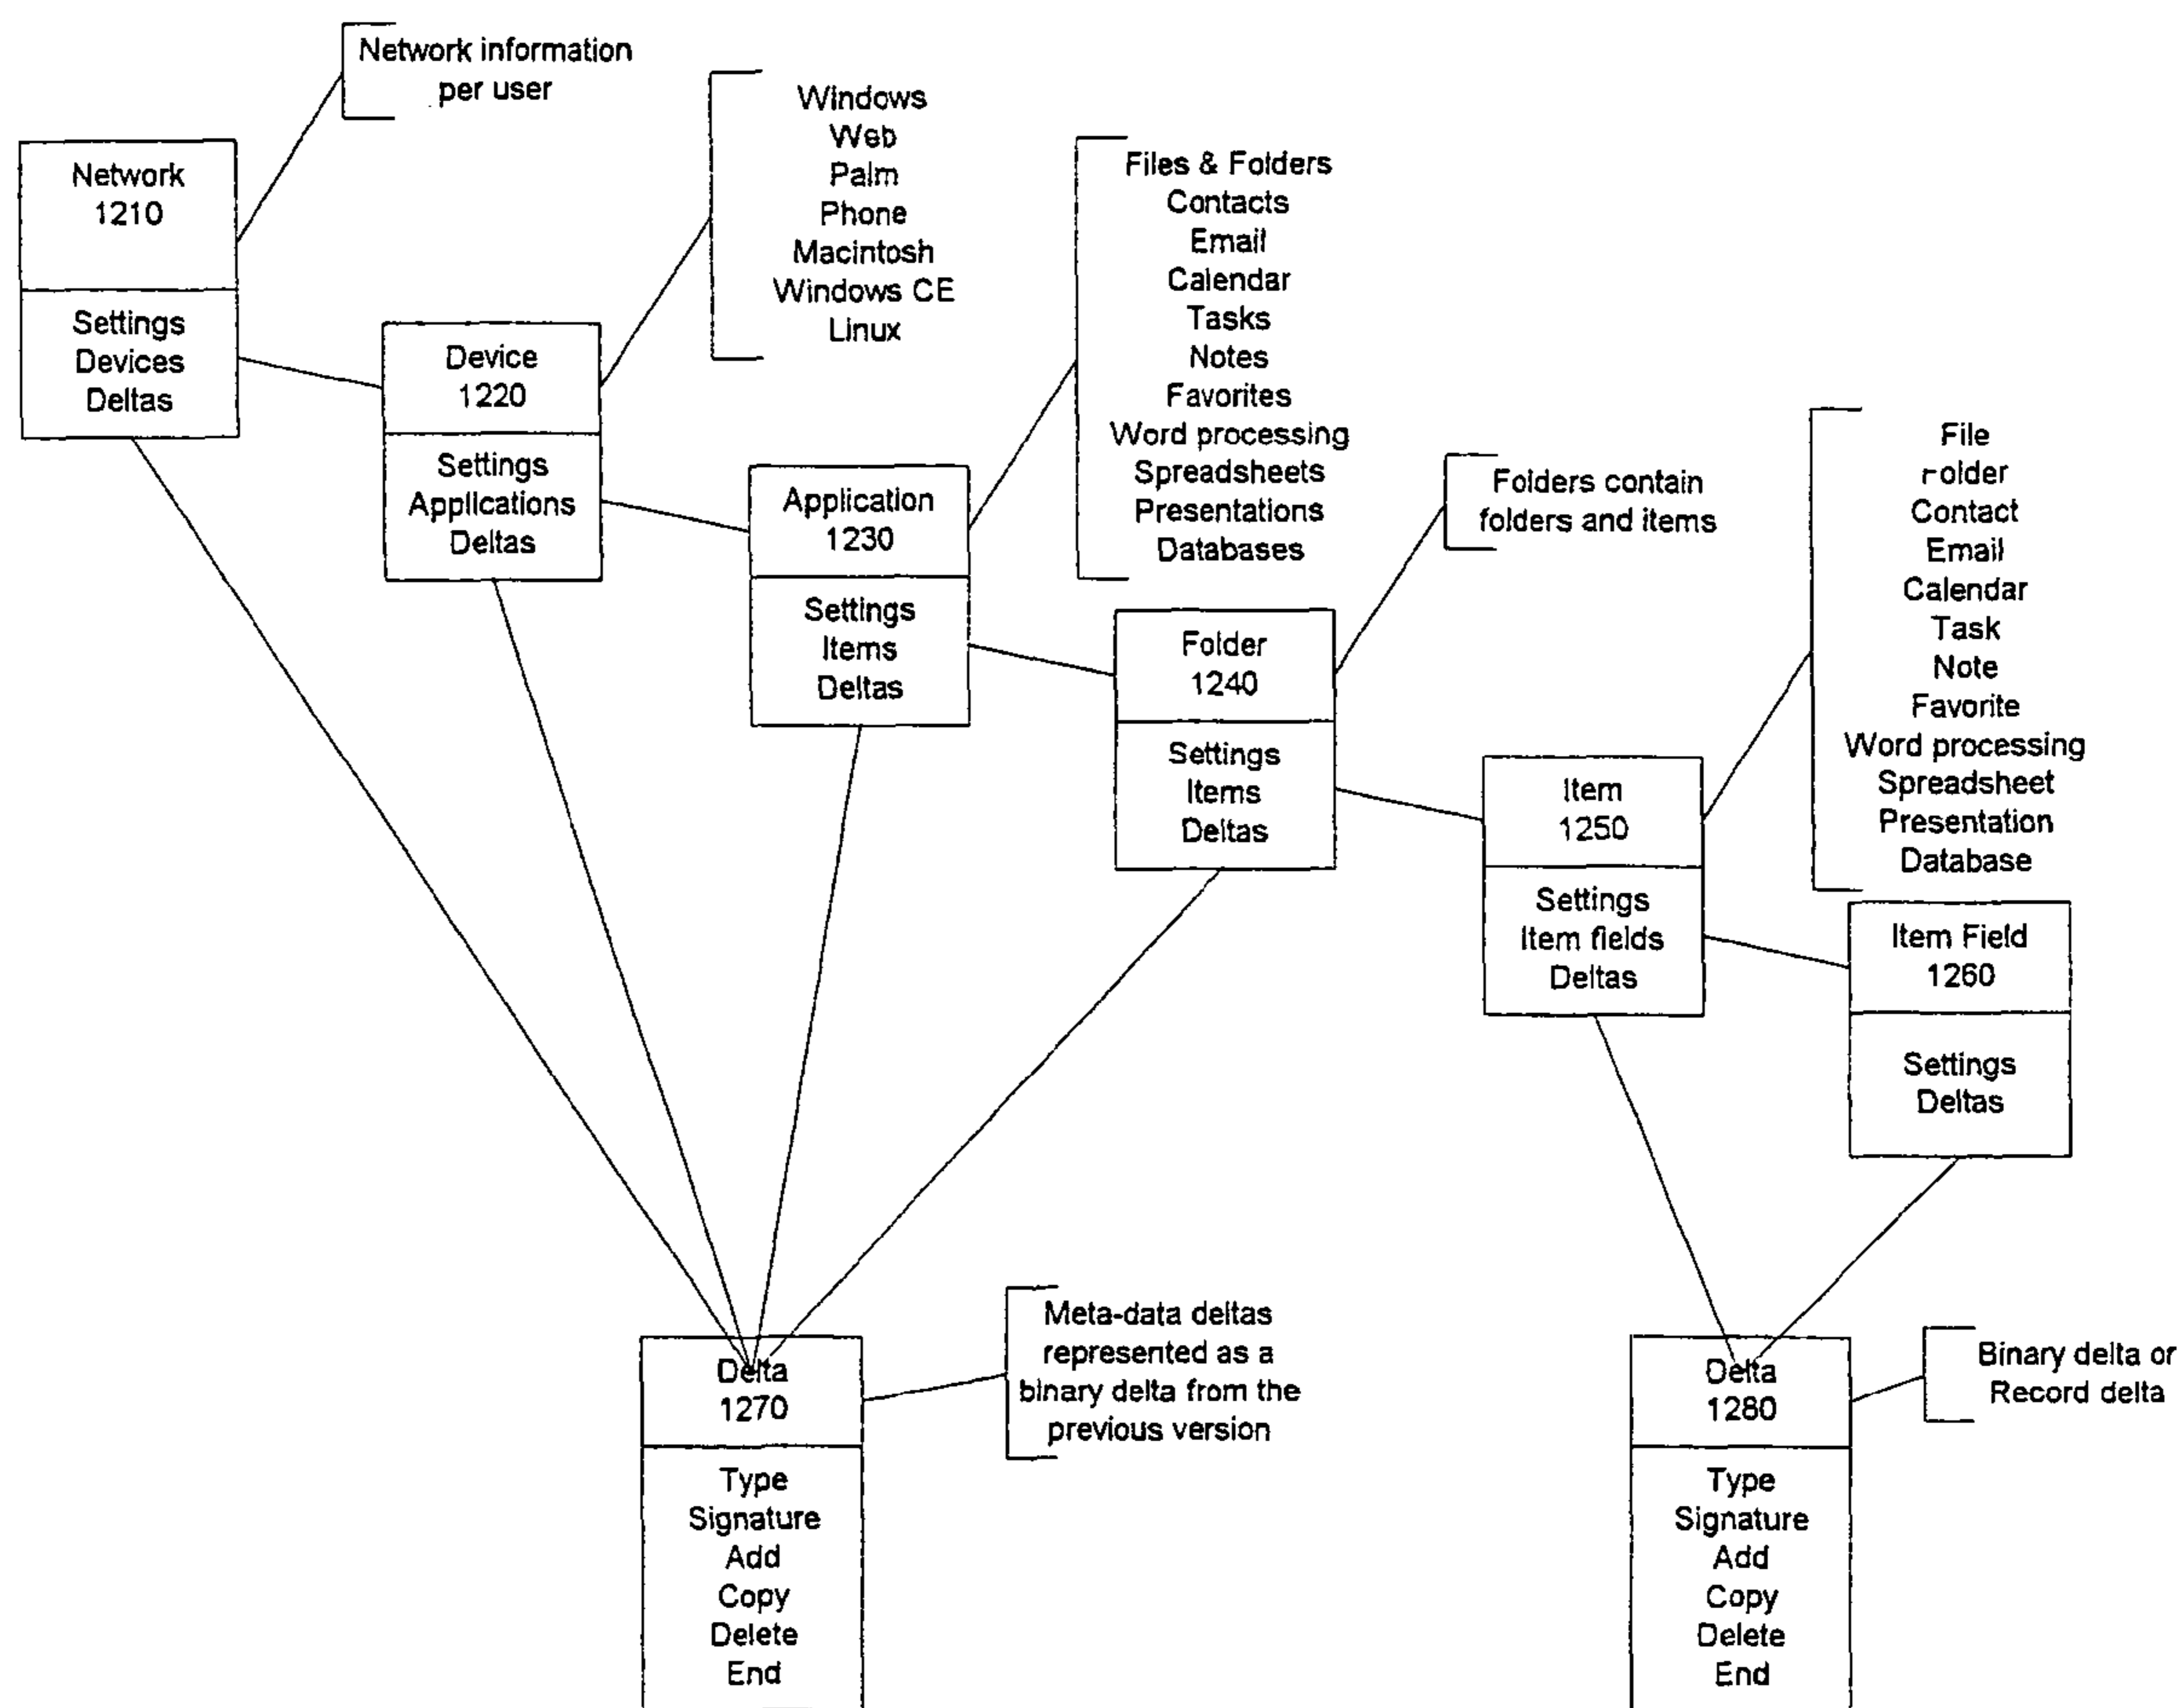 Network information
per user
Network
1210
Settings
Devices
Deltas
Windows
Web
Palm
Phone
Macintosh
Windows CE
Linux
Device
1220
Settings
Applications
Deltas
Files & Folders
Contacts
Email
Calendar
Tasks
Notes
Favorites
Word processing
Spreadsheets
Presentations
Databases
Application
1230
Settings
Items
Deltas
Folders contain
folders and items
Folder
1240
Settings
Items
Deltas
File
Folder
Contact
Email
Calendar
Task
Note
Favorite
Word processing
Spreadsheet
Presentation
Database
Item
1250
Settings
Item fields
Deltas
Item Field
1260
Settings
Deltas
Delta
1270
Type
Signature
Add
Copy
Delete
End
Meta-data deltas
represented as a
binary delta from the
previous version
Delta
1280
Type
Signature
Add
Copy
Delete
End
Binary delta or
Record delta